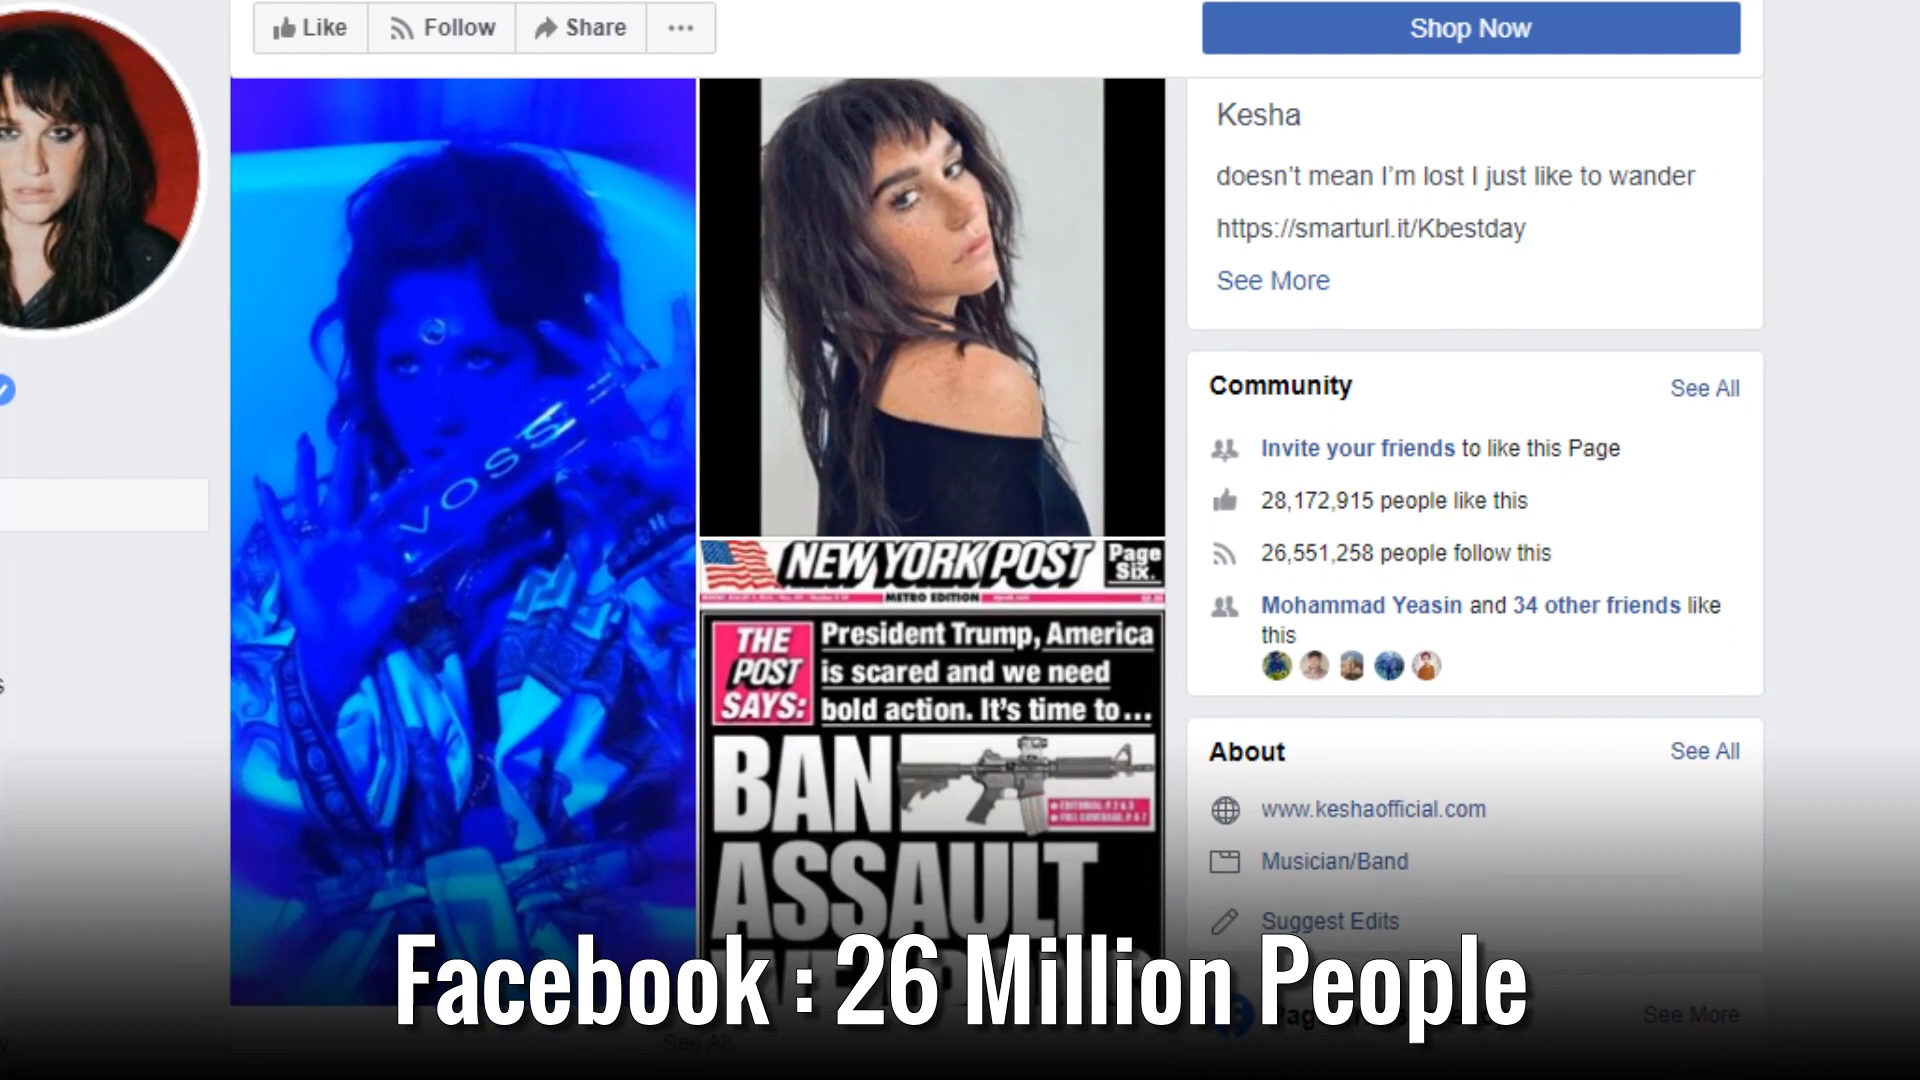 Like
Follow
Share
Shop Now
Kesha
doesn't mean I'm lost I just like to wander
https://smarturl.it/Kbestday
See More
VOSS
Community
See All
Invite your friends to like this Page
28,172,915 people like this
26,551,258 people follow this
Mohammad Yeasin and 34 other friends like
this
NEW YORK POST
Page
Six.
METRO EDITION
THE
POST
SAYS:
President Trump, America
is scared and we need
bold action. It's time to...
BAN
ASSAULT
About
See All
www.keshaofficial.com
Musician/Band
Suggest Edits
See More
See All
Facebook : 26 Million People